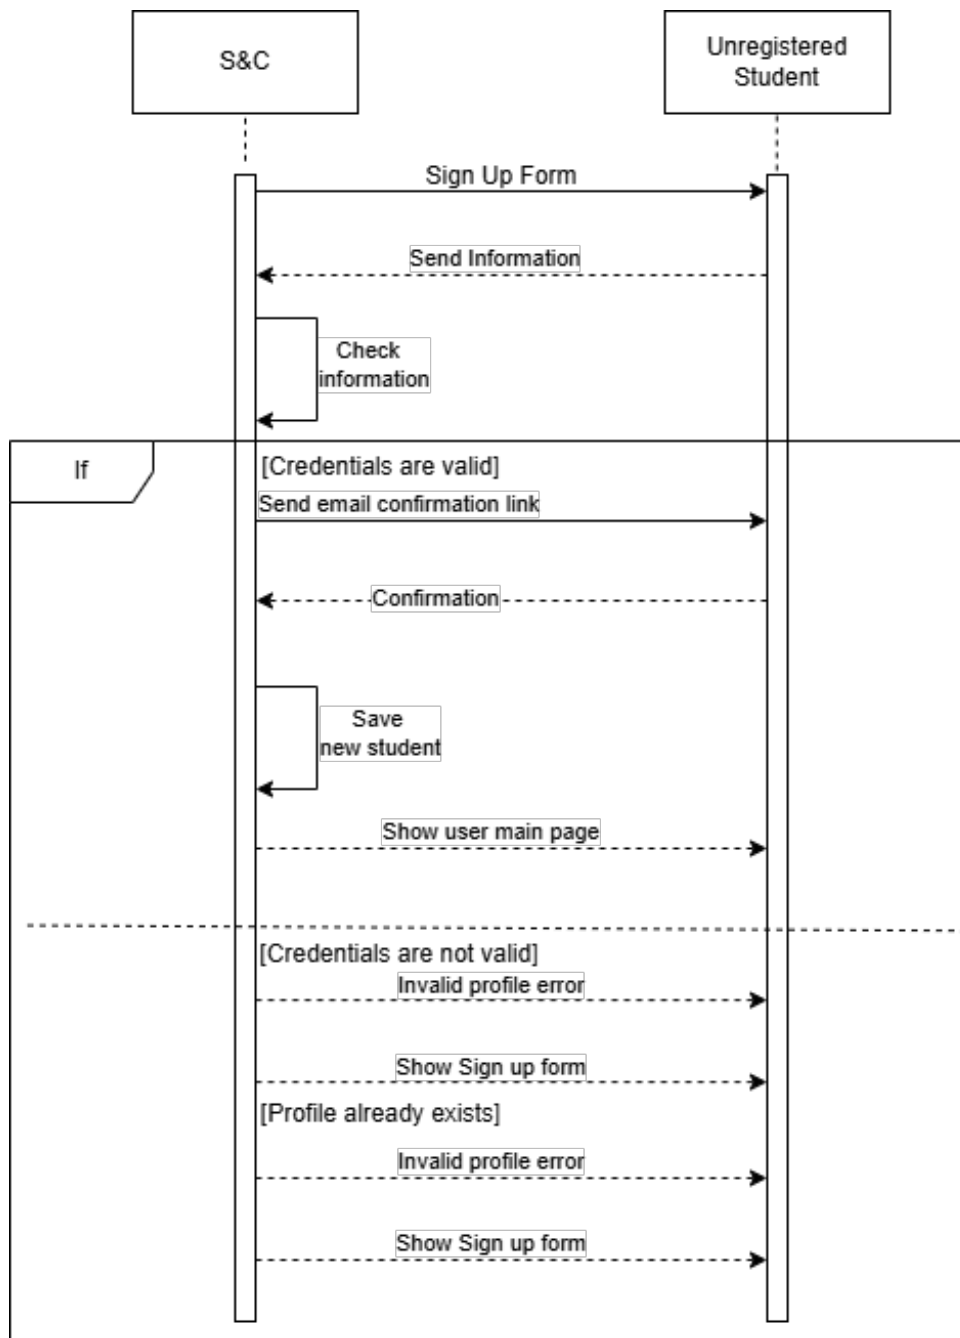 S&C
Unregistered
Student
Sign Up Form
Send Information
Check
information
If
[Credentials are valid]
Send email confirmation link
Confirmation
Save
new student
Show user main page
[Credentials are not valid]
Invalid profile error
Show Sign up form
[Profile already exists]
Invalid profile error
Show Sign up form